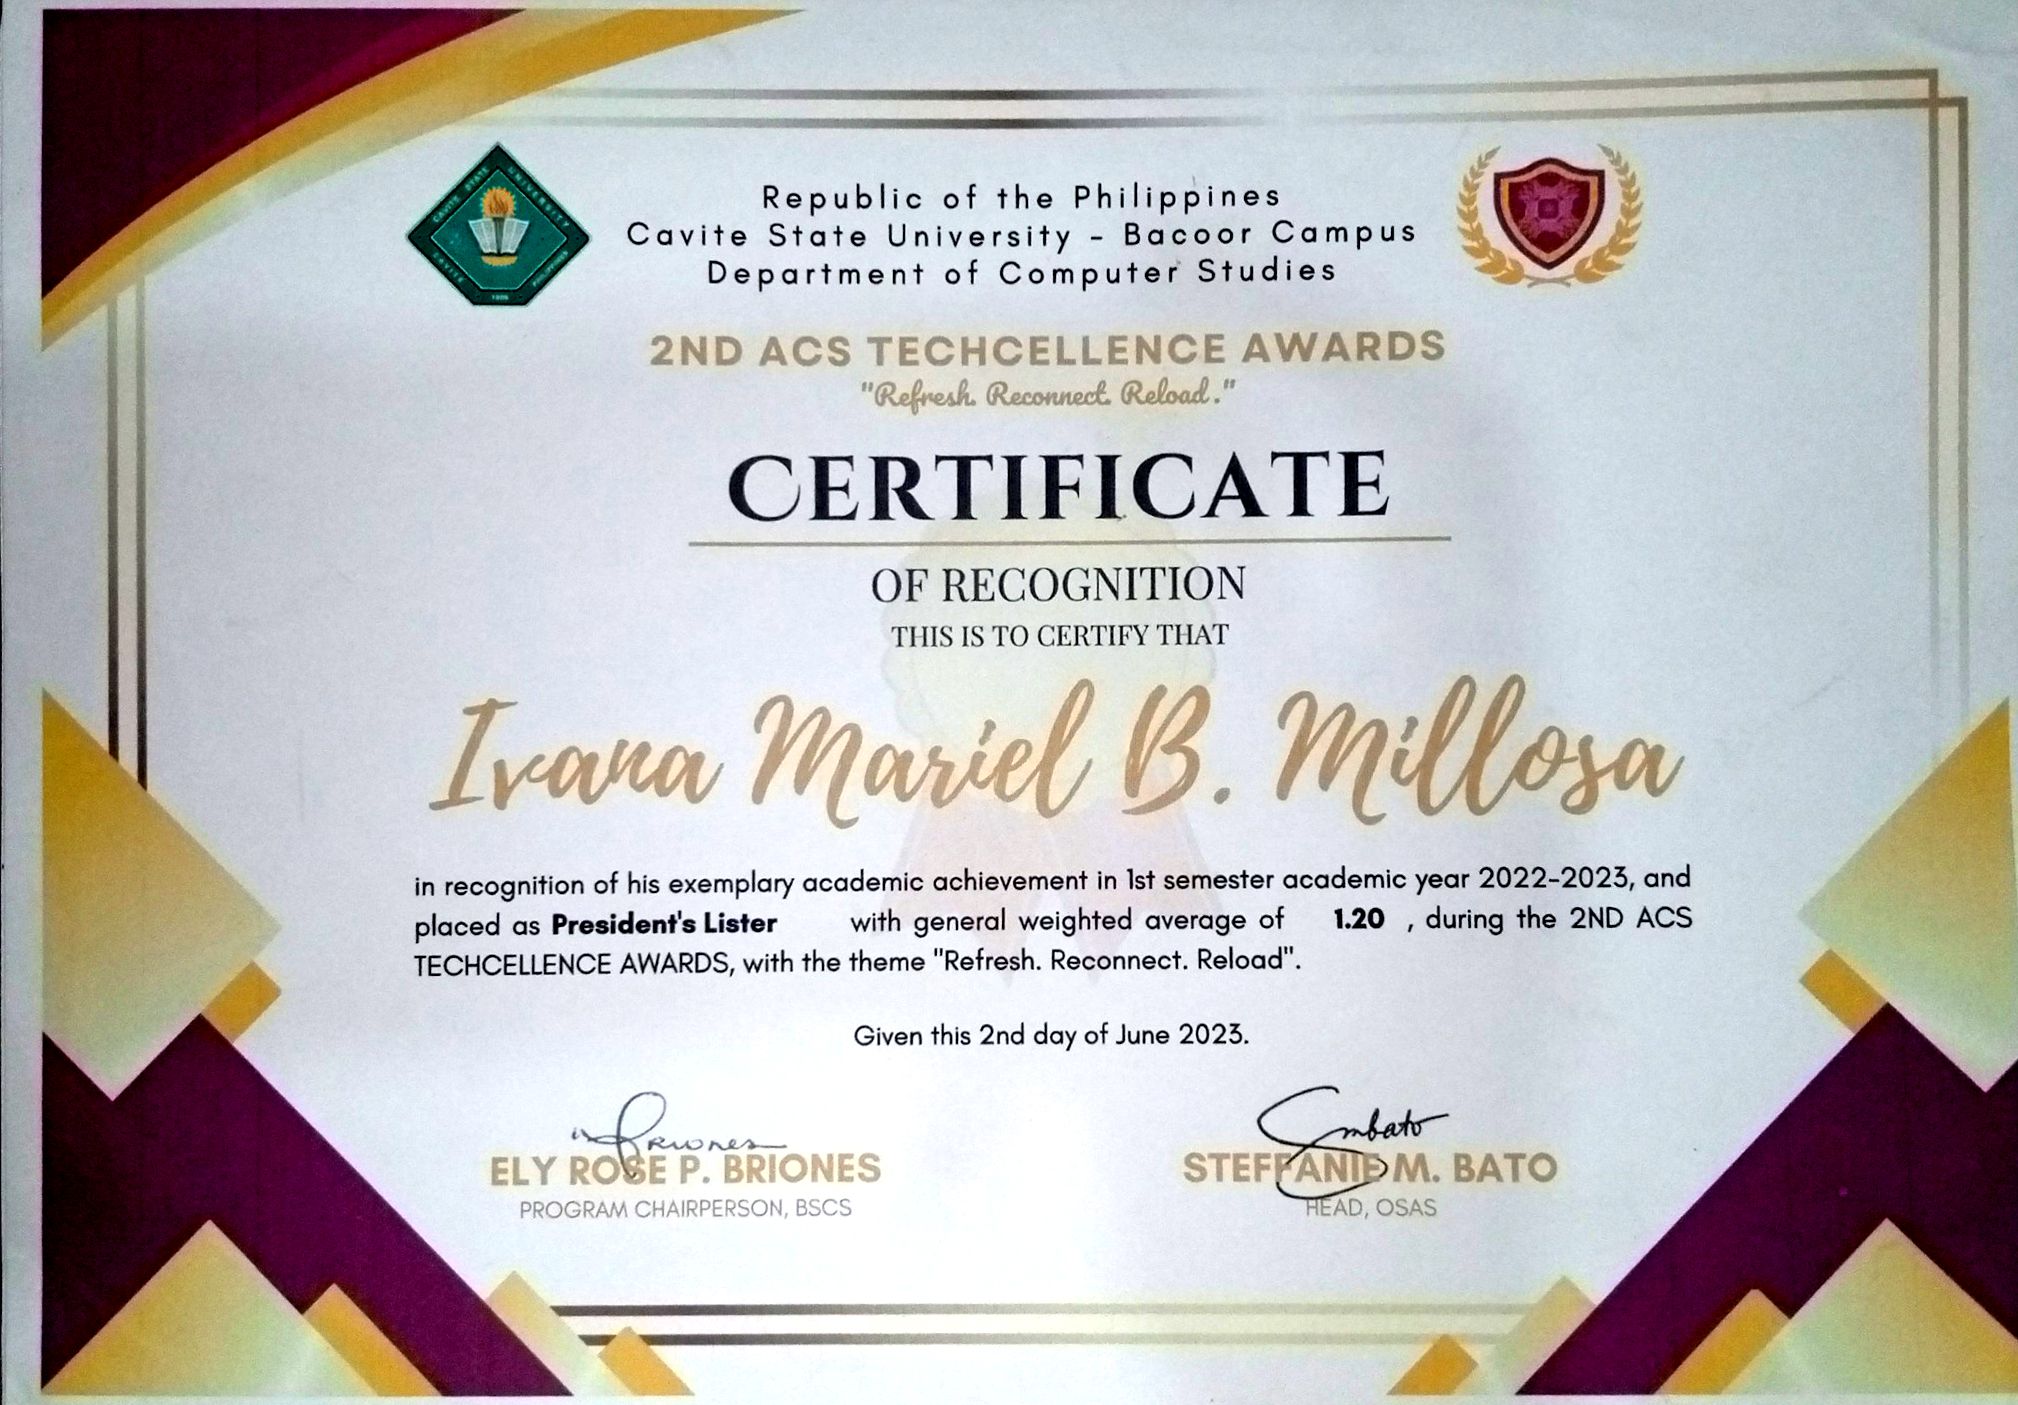 CAVITE STATE UNIVERSITY
CAVITE PHILIPPINES
1906
Republic of the Philippines
Cavite State University - Bacoor Campus
Department of Computer Studies
2ND ACS TECHCELLENCE AWARDS
"Refresh. Reconnect. Reload."
CERTIFICATE
OF RECOGNITION
THIS IS TO CERTIFY THAT
Ivana Mariel B. Millosa
in recognition of his exemplary academic achievement in 1st semester academic year 2022-2023, and
placed as President's Lister with general weighted average of 1.20 , during the 2ND ACS
TECHCELLENCE AWARDS, with the theme "Refresh. Reconnect. Reload".
Given this 2nd day of June 2023.
Briones
Smbato
ELY ROSE P. BRIONES
STEFFANIE M. BATO
PROGRAM CHAIRPERSON, BSCS
HEAD, OSAS